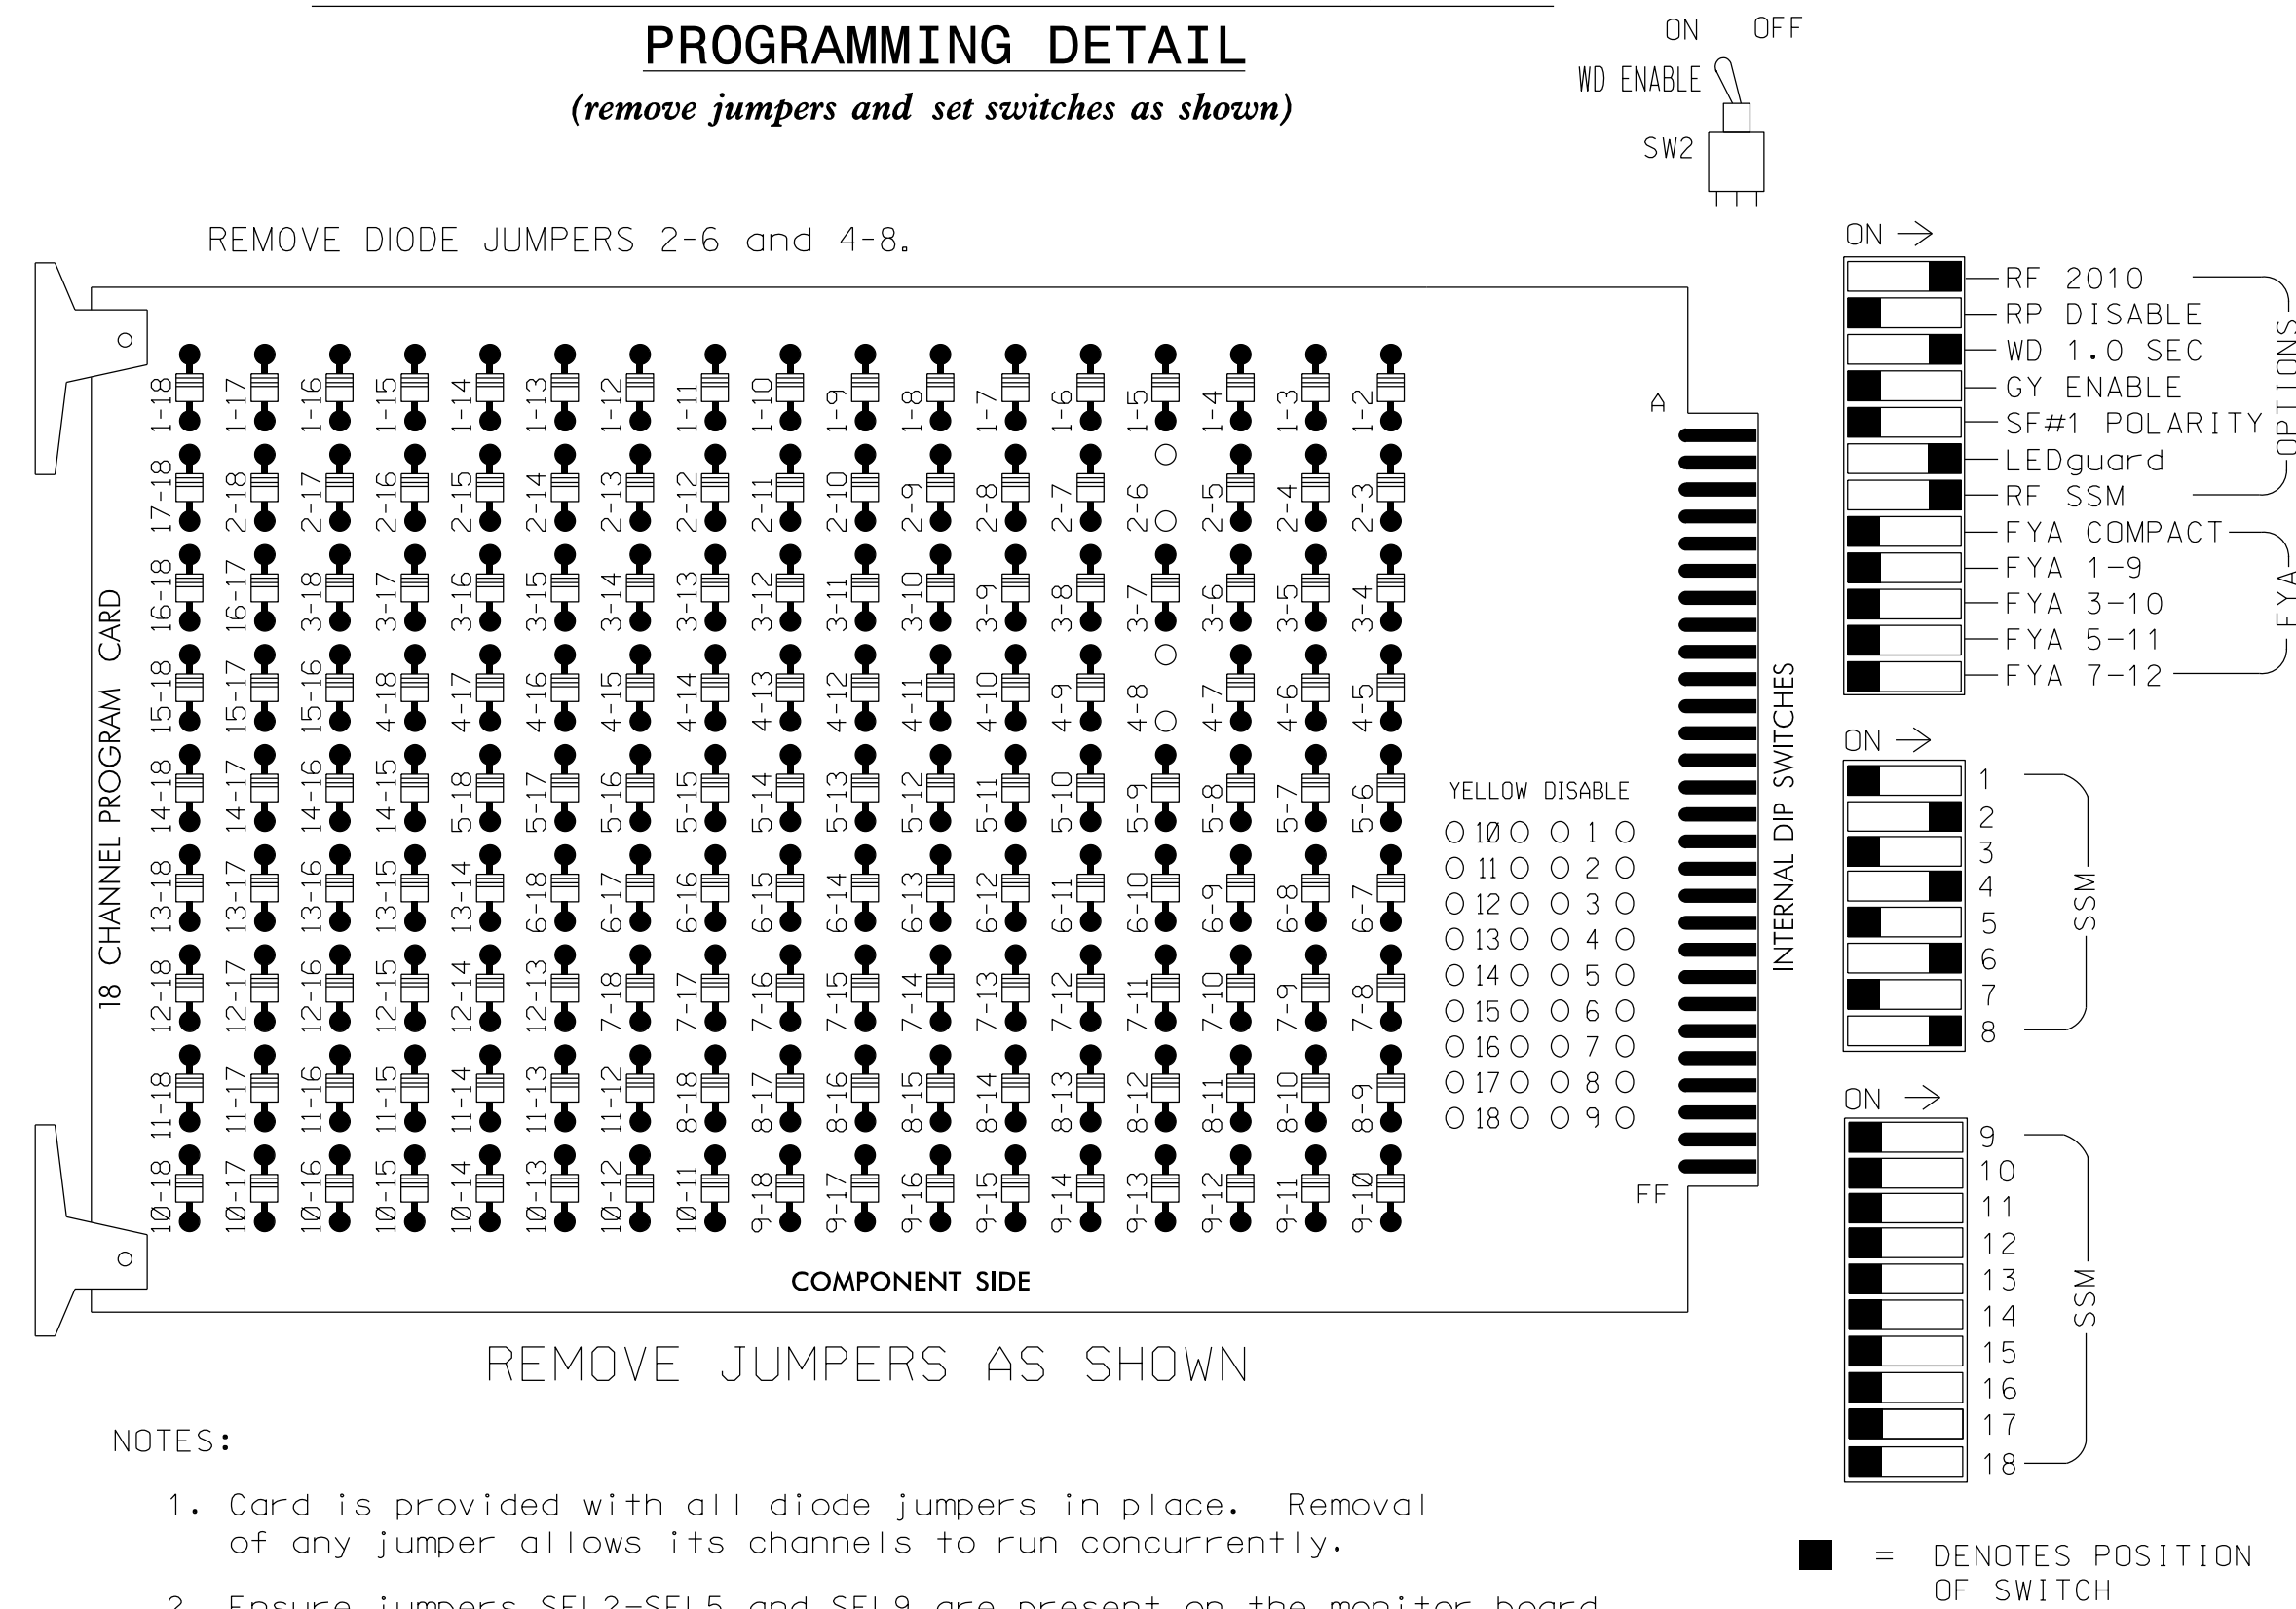 PROGRAMMING DETAIL
(remove jumpers and set switches as shown)
ON OFF
WD ENABLE
SW2
REMOVE DIODE JUMPERS 2-6 and 4-8.
18 CHANNEL PROGRAM CARD
1-18 1-17 1-16 1-15 1-14 1-13 1-12 1-11 1-10 1-9 1-8 1-7 1-6 1-5 1-4 1-3 1-2
17-18 2-18 2-17 2-16 2-15 2-14 2-13 2-12 2-11 2-10 2-9 2-8 2-7 2-6 2-5 2-4 2-3
16-18 16-17 3-18 3-17 3-16 3-15 3-14 3-13 3-12 3-11 3-10 3-9 3-8 3-7 3-6 3-5 3-4
15-18 15-17 15-16 4-18 4-17 4-16 4-15 4-14 4-13 4-12 4-11 4-10 4-9 4-8 4-7 4-6 4-5
14-18 14-17 14-16 14-15 5-18 5-17 5-16 5-15 5-14 5-13 5-12 5-11 5-10 5-9 5-8 5-7 5-6
13-18 13-17 13-16 13-15 13-14 6-18 6-17 6-16 6-15 6-14 6-13 6-12 6-11 6-10 6-9 6-8 6-7
12-18 12-17 12-16 12-15 12-14 12-13 7-18 7-17 7-16 7-15 7-14 7-13 7-12 7-11 7-10 7-9 7-8
11-18 11-17 11-16 11-15 11-14 11-13 11-12 8-18 8-17 8-16 8-15 8-14 8-13 8-12 8-11 8-10 8-9
10-18 10-17 10-16 10-15 10-14 10-13 10-12 10-11 9-18 9-17 9-16 9-15 9-14 9-13 9-12 9-11 9-10
A
YELLOW DISABLE
10 1
11 2
12 3
13 4
14 5
15 6
16 7
17 8
18 9
FF
COMPONENT SIDE
INTERNAL DIP SWITCHES
ON
RF 2010
RP DISABLE
WD 1.0 SEC
GY ENABLE
SF#1 POLARITY
LEDguard
RF SSM
OPTIONS
FYA COMPACT
FYA 1-9
FYA 3-10
FYA 5-11
FYA 7-12
FYA
ON
1
2
3
4
5
6
7
8
SSM
ON
9
10
11
12
13
14
15
16
17
18
SSM
REMOVE JUMPERS AS SHOWN
NOTES:
1. Card is provided with all diode jumpers in place. Removal
of any jumper allows its channels to run concurrently.
2. Ensure jumpers SEL2-SEL5 and SEL9 are present on the monitor board.
= DENOTES POSITION
OF SWITCH